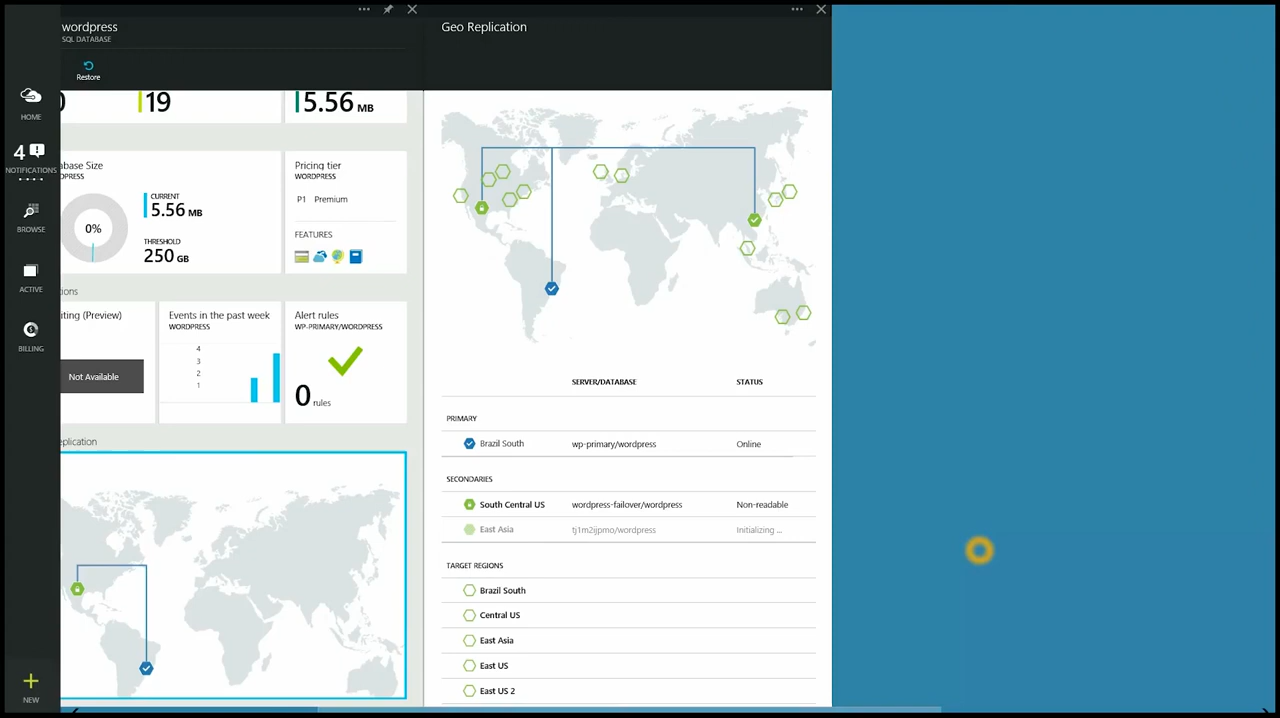 wordpress
SQL DATABASE
Restore
HOME
4
NOTIFICATIONS
BROWSE
ACTIVE
BILLING
NEW
19
5.56 MB
abase Size
DPRESS
0%
CURRENT
5.56 MB
THRESHOLD
250 GB
Pricing tier
WORDPRESS
P1 Premium
FEATURES
tions
iting (Preview)
Not Available
Events in the past week
WORDPRESS
4
3
2
1
Alert rules
WP-PRIMARY/WORDPRESS
0 rules
eplication
Geo Replication
SERVER/DATABASE STATUS
PRIMARY
Brazil South wp-primary/wordpress Online
SECONDARIES
South Central US wordpress-failover/wordpress Non-readable
East Asia tj1m2ijpmo/wordpress Initializing ...
TARGET REGIONS
Brazil South
Central US
East Asia
East US
East US 2